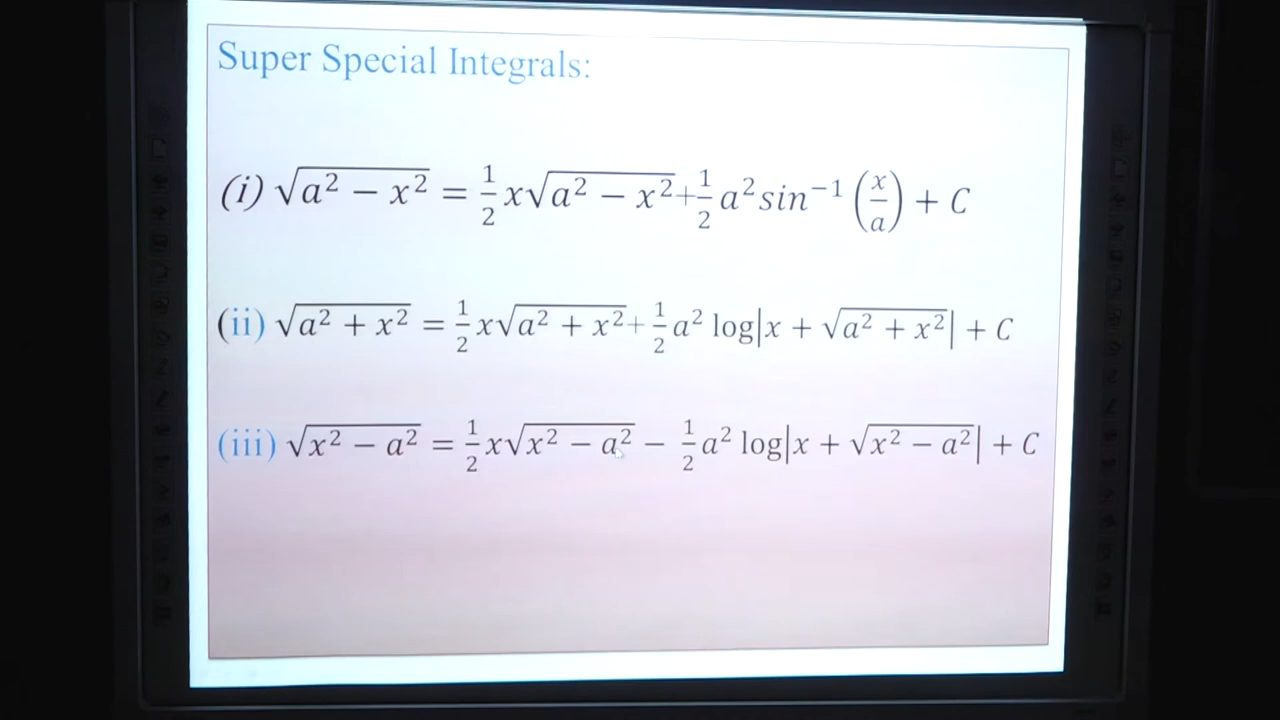 Super Special Integrals:
(i) √(a² − x²) = 1/2 x√(a² − x²)+1/2 a² sin⁻¹ (x/a) + C
(ii) √(a² + x²) = 1/2 x√(a² + x²)+ 1/2 a² log|x + √(a² + x²)| + C
(iii) √(x² − a²) = 1/2 x√(x² − a²) − 1/2 a² log|x + √(x² − a²)| + C